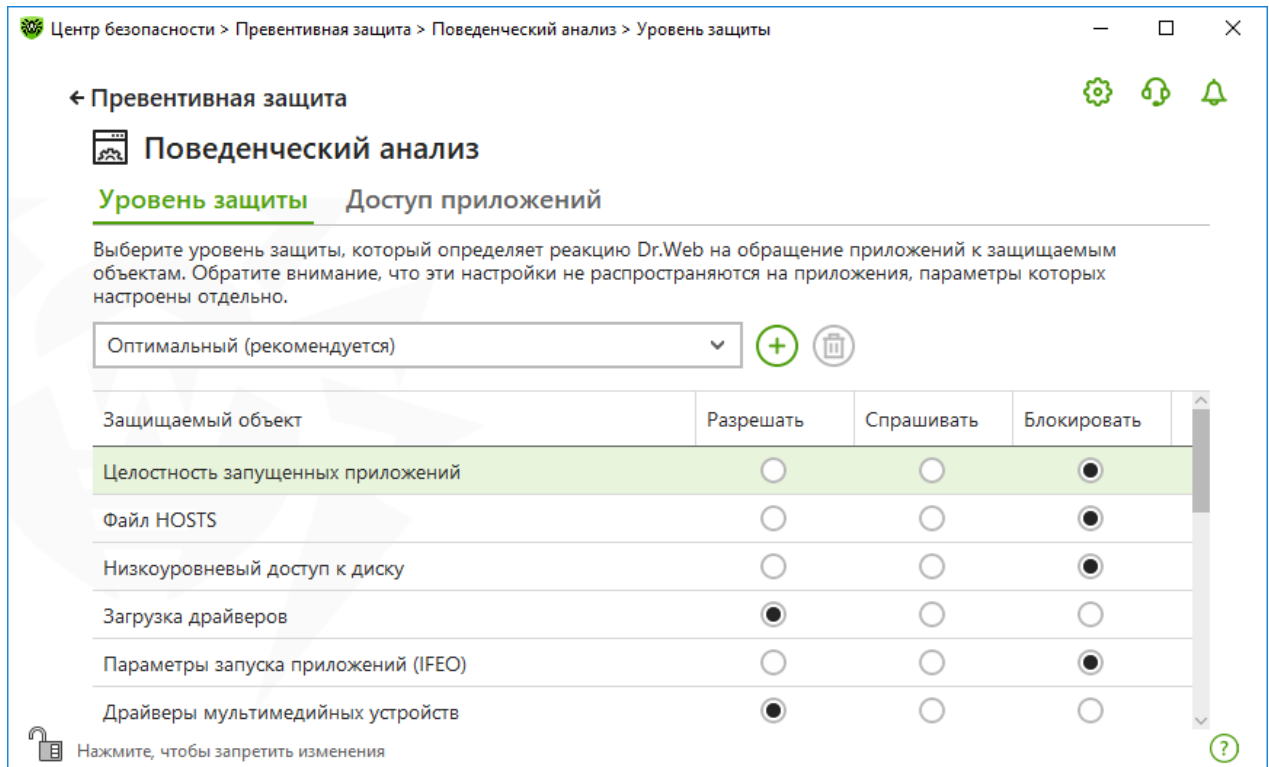 Центр безопасности > Превентивная защита > Поведенческий анализ > Уровень защиты
Превентивная защита
Поведенческий анализ
Уровень защиты Доступ приложений
Выберите уровень защиты, который определяет реакцию Dr.Web на обращение приложений к защищаемым
объектам. Обратите внимание, что эти настройки не распространяются на приложения, параметры которых
настроены отдельно.
Оптимальный (рекомендуется)
Защищаемый объект Разрешать Спрашивать Блокировать
Целостность запущенных приложений
Файл HOSTS
Низкоуровневый доступ к диску
Загрузка драйверов
Параметры запуска приложений (IFEO)
Драйверы мультимедийных устройств
Нажмите, чтобы запретить изменения